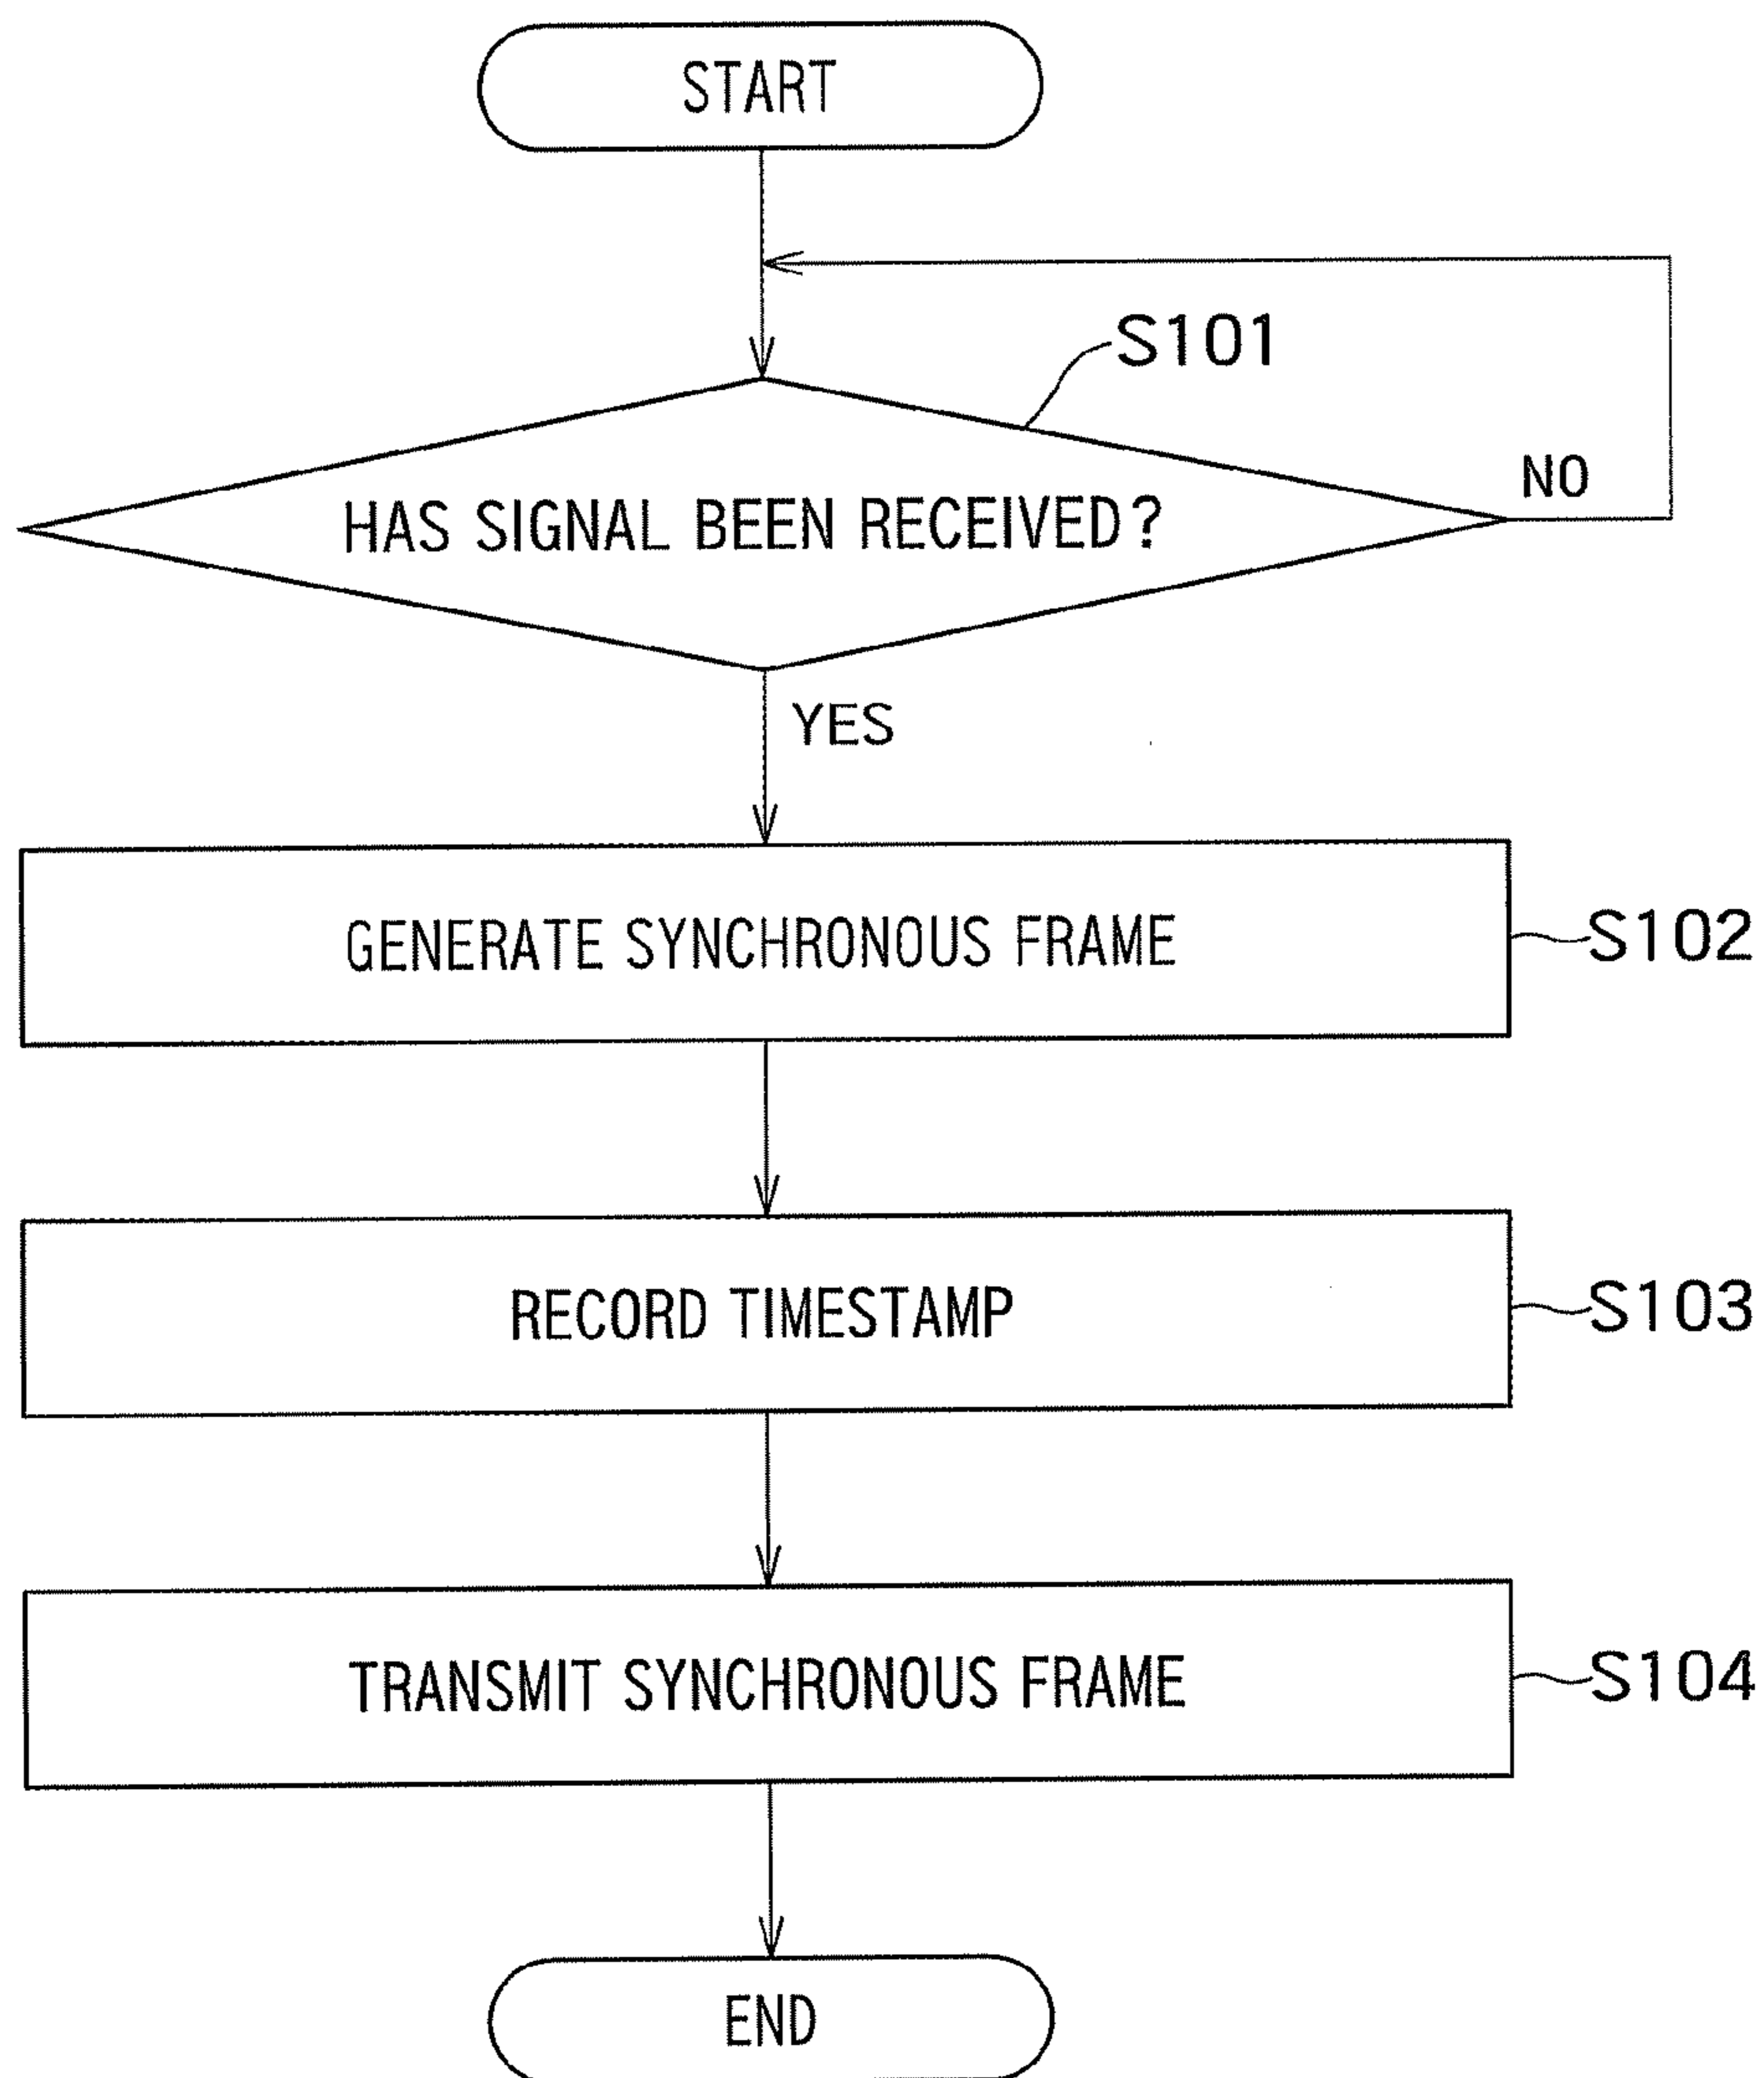 START
S101
NO
HAS SIGNAL BEEN RECEIVED?
YES
GENERATE SYNCHRONOUS FRAME
S102
RECORD TIMESTAMP
S103
TRANSMIT SYNCHRONOUS FRAME
S104
END